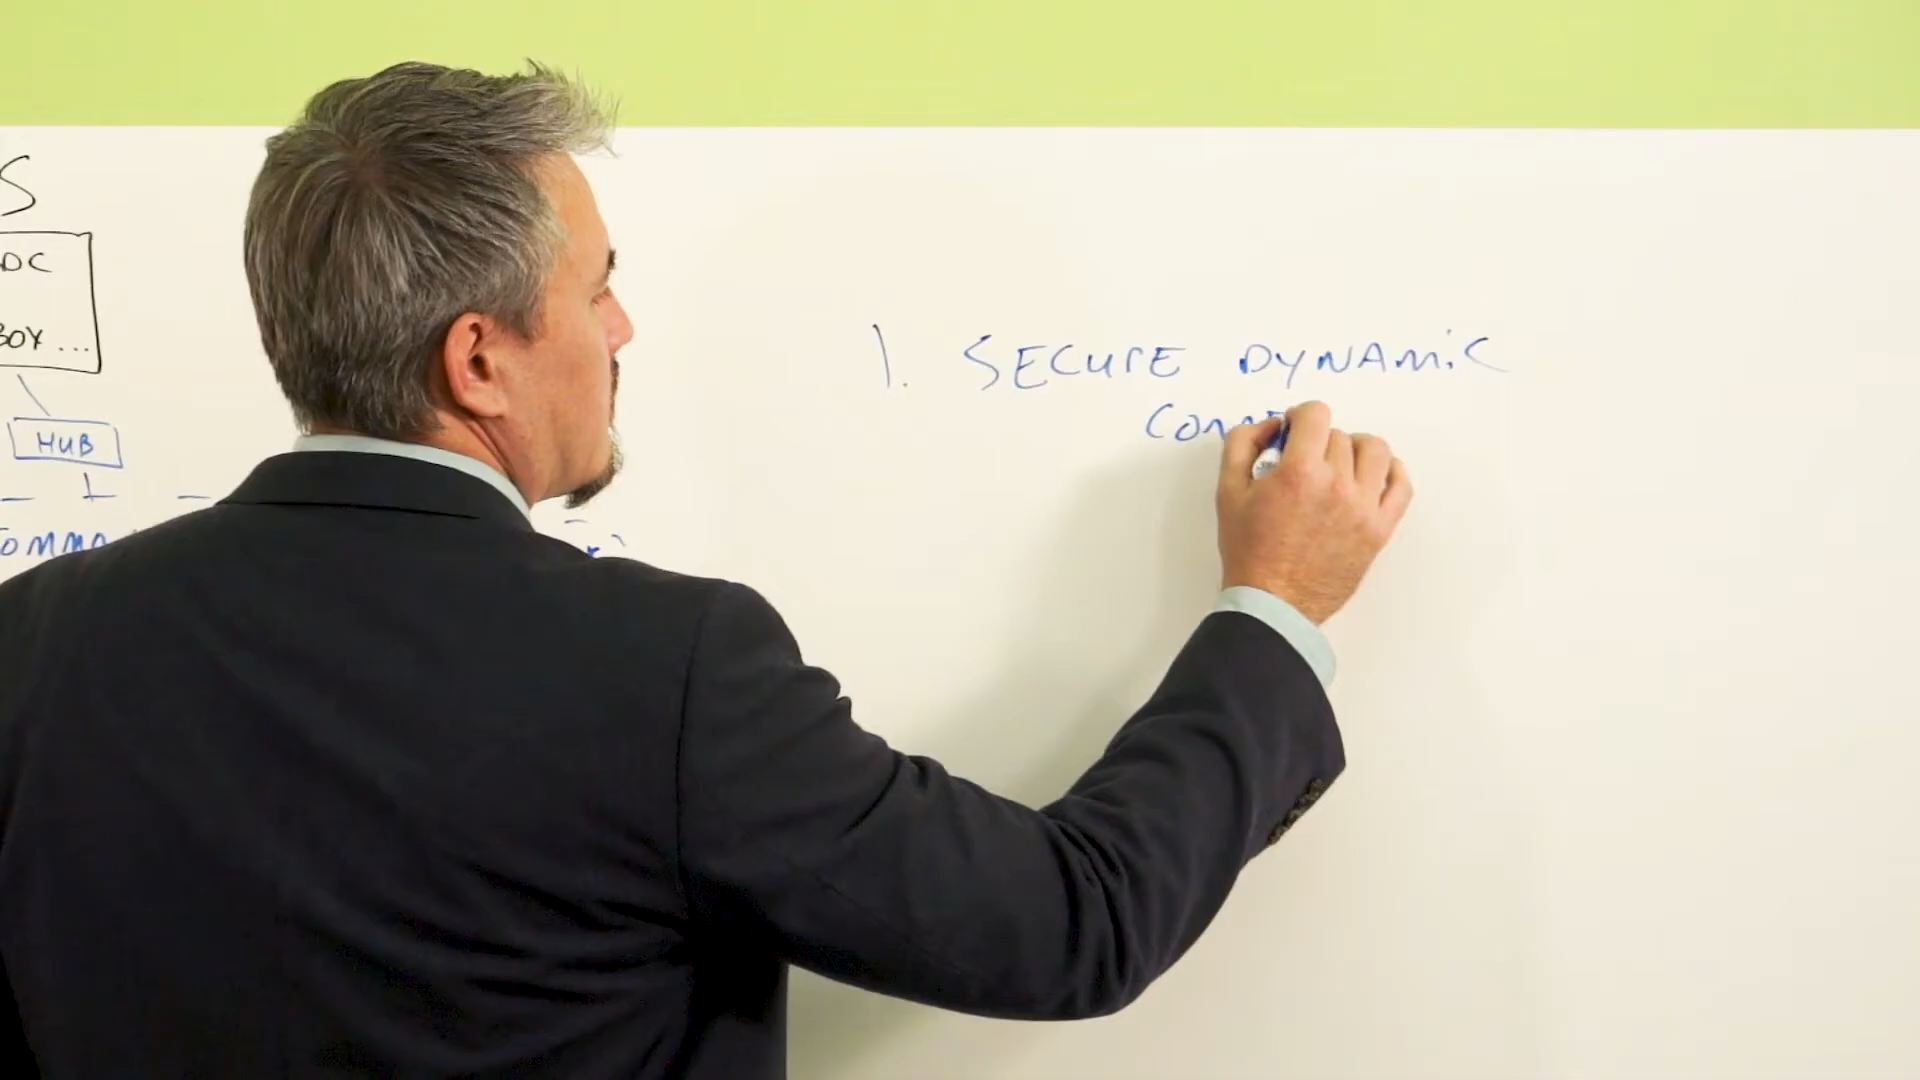 S
DC
BOX ...
HUB
1. SECURE DYNAMIC